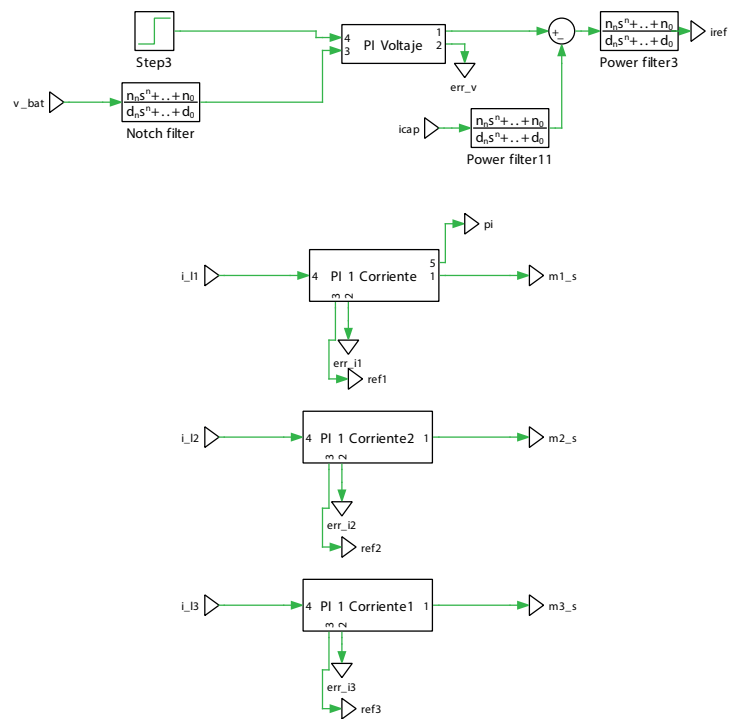 Step3
4
3
PI Voltaje
1
2
err_v
+
−
nₙsⁿ+..+n₀
dₙsⁿ+..+d₀
Power filter3
iref
v_bat
nₙsⁿ+..+n₀
dₙsⁿ+..+d₀
Notch filter
icap
nₙsⁿ+..+n₀
dₙsⁿ+..+d₀
Power filter11
pi
i_l1
4
PI 1 Corriente
5
1
m1_s
3
2
err_i1
ref1
i_l2
4
PI 1 Corriente2
1
m2_s
3
2
err_i2
ref2
i_l3
4
PI 1 Corriente1
1
m3_s
3
2
err_i3
ref3